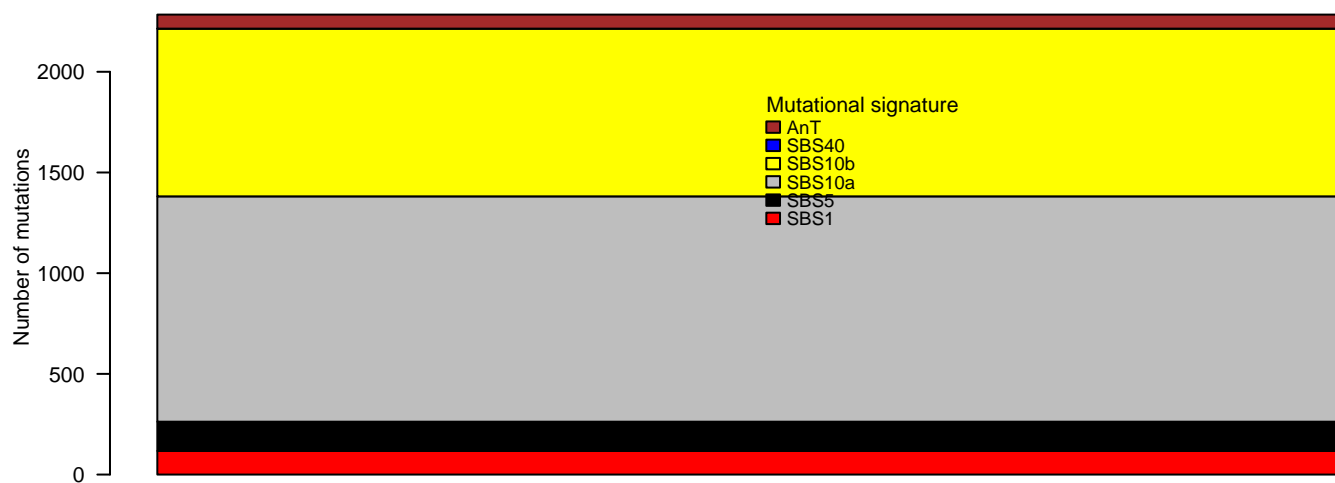 2000
1500
1000
500
0
Number of mutations
Mutational signature
AnT
SBS40
SBS10b
SBS10a
SBS5
SBS1